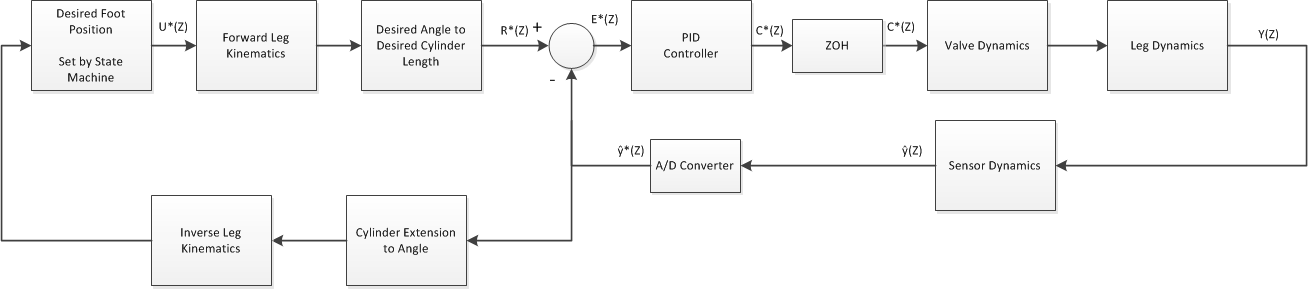 Desired Foot
Position
Set by State
Machine
U*(Z)
Forward Leg
Kinematics
Desired Angle to
Desired Cylinder
Length
R*(Z) +
-
E*(Z)
PID
Controller
C*(Z)
ZOH
C*(Z)
Valve Dynamics
Leg Dynamics
Y(Z)
ŷ*(Z)
A/D Converter
ŷ(Z)
Sensor Dynamics
Inverse Leg
Kinematics
Cylinder Extension
to Angle